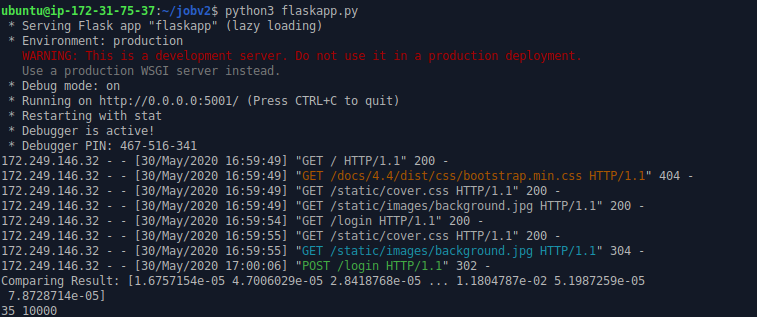 ubuntu@ip-172-31-75-37:~/jobv2$ python3 flaskapp.py
 * Serving Flask app "flaskapp" (lazy loading)
 * Environment: production
   WARNING: This is a development server. Do not use it in a production deployment.
   Use a production WSGI server instead.
 * Debug mode: on
 * Running on http://0.0.0.0:5001/ (Press CTRL+C to quit)
 * Restarting with stat
 * Debugger is active!
 * Debugger PIN: 467-516-341
172.249.146.32 - - [30/May/2020 16:59:49] "GET / HTTP/1.1" 200 -
172.249.146.32 - - [30/May/2020 16:59:49] "GET /docs/4.4/dist/css/bootstrap.min.css HTTP/1.1" 404 -
172.249.146.32 - - [30/May/2020 16:59:49] "GET /static/cover.css HTTP/1.1" 200 -
172.249.146.32 - - [30/May/2020 16:59:49] "GET /static/images/background.jpg HTTP/1.1" 200 -
172.249.146.32 - - [30/May/2020 16:59:54] "GET /login HTTP/1.1" 200 -
172.249.146.32 - - [30/May/2020 16:59:55] "GET /static/cover.css HTTP/1.1" 200 -
172.249.146.32 - - [30/May/2020 16:59:55] "GET /static/images/background.jpg HTTP/1.1" 304 -
172.249.146.32 - - [30/May/2020 17:00:06] "POST /login HTTP/1.1" 302 -
Comparing Result: [1.6757154e-05 4.7006029e-05 2.8418768e-05 ... 1.1804787e-02 5.1987259e-05
 7.8728714e-05]
35 10000